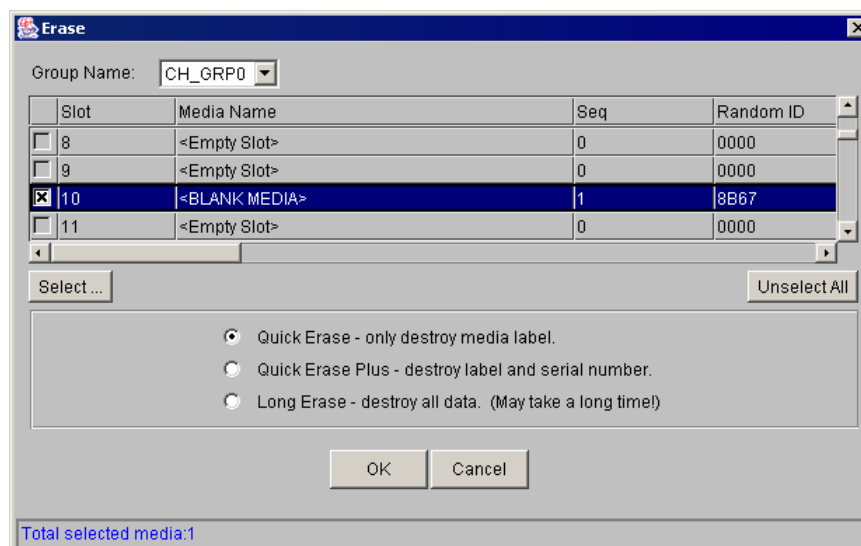 Erase
Group Name: CH_GRP0
Slot Media Name Seq Random ID
8 <Empty Slot> 0 0000
9 <Empty Slot> 0 0000
10 <BLANK MEDIA> 1 8B67
11 <Empty Slot> 0 0000
Select ... Unselect All
Quick Erase - only destroy media label.
Quick Erase Plus - destroy label and serial number.
Long Erase - destroy all data. (May take a long time!)
OK Cancel
Total selected media:1